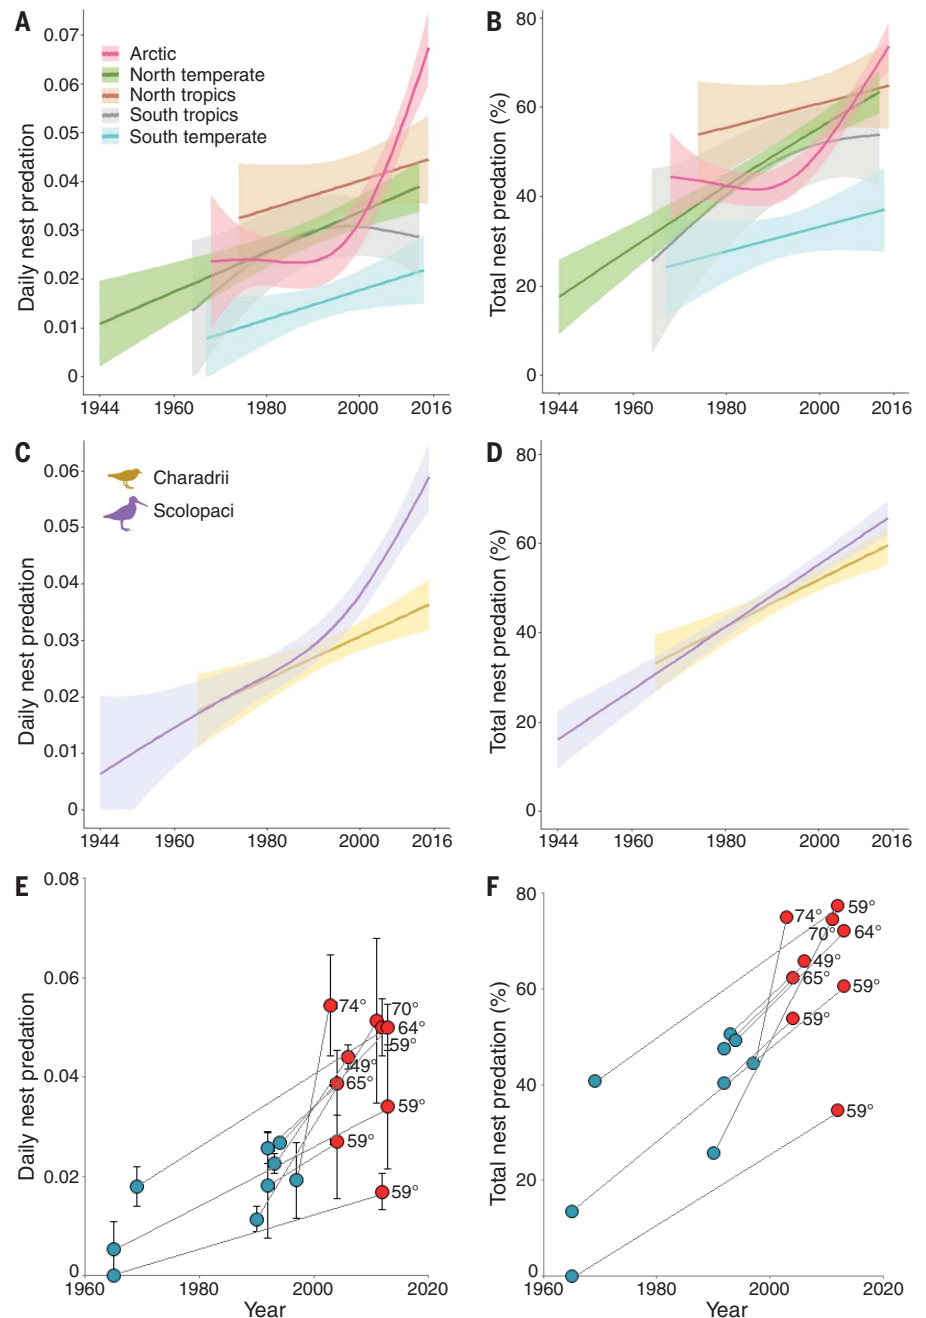 A
Daily nest predation
0.07
0.06
0.05
0.04
0.03
0.02
0.01
0
Arctic
North temperate
North tropics
South tropics
South temperate
1944 1960 1980 2000 2016
B
Total nest predation (%)
80
60
40
20
0
1944 1960 1980 2000 2016
C
Daily nest predation
0.06
0.05
0.04
0.03
0.02
0.01
0
Charadrii
Scolopaci
1944 1960 1980 2000 2016
D
Total nest predation (%)
80
60
40
20
0
1944 1960 1980 2000 2016
E
Daily nest predation
0.08
0.06
0.04
0.02
0
74°
70°
64°
59°
49°
65°
59°
59°
59°
1960 1980 2000 2020
Year
F
Total nest predation (%)
80
60
40
20
0
59°
74°
70°
64°
49°
65°
59°
59°
59°
1960 1980 2000 2020
Year